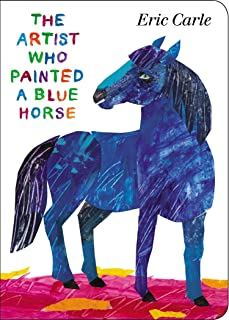 THE
ARTIST
WHO
PAINTED
A BLUE
HORSE
Eric Carle